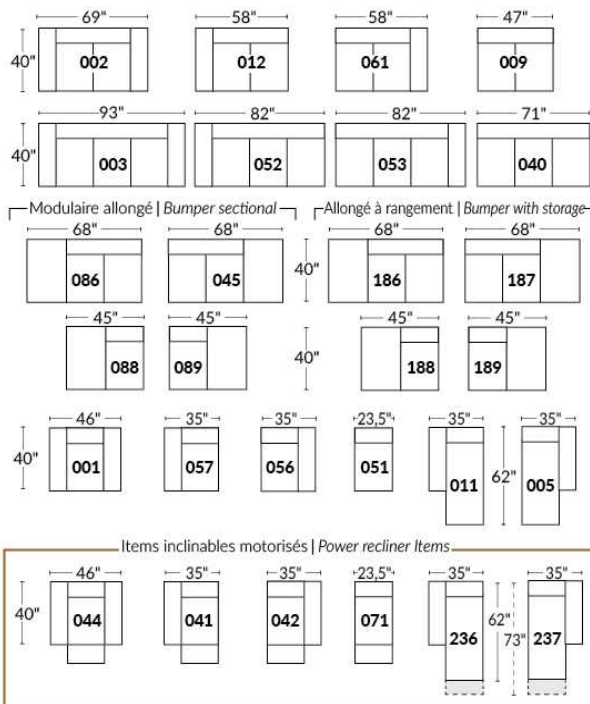 69" 58" 58" 47"
40" 002 012 061 009
93" 82" 82" 71"
40" 003 052 053 040
Modulaire allongé | Bumper sectional Allongé à rangement | Bumper with storage
68" 68" 68" 68"
086 045 40" 186 187
45" 45" 45" 45"
088 089 40" 188 189
46" 35" 35" 23,5" 35" 35"
40" 001 057 056 051 011 62" 005
Items inclinables motorisés | Power recliner Items
46" 35" 35" 23,5" 35" 35"
40" 044 041 042 071 236 62" 73" 237